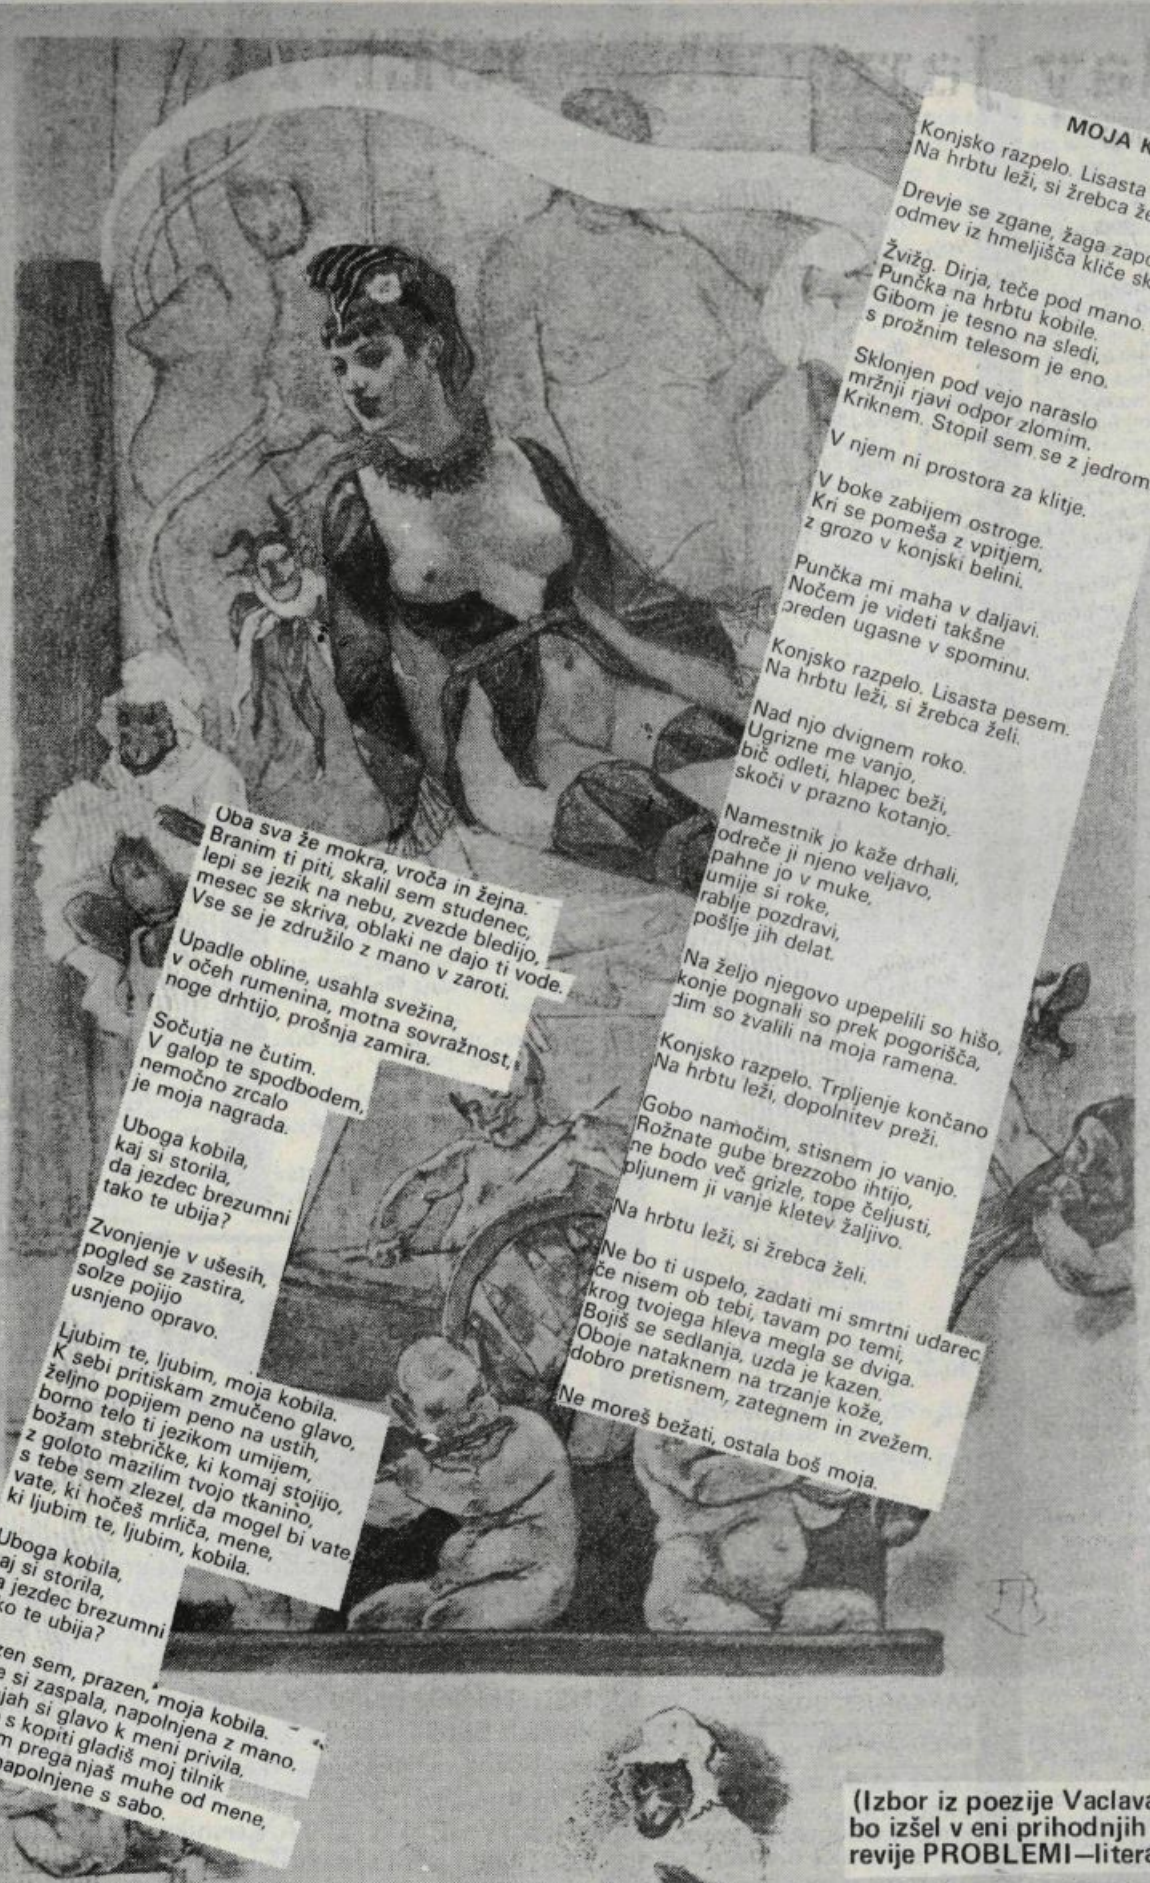 MOJA K
Konjsko razpelo. Lisasta
Na hrbtu leži, si žrebca že
Drevje se zgane, žaga zapo
odmev iz hmeljišča kliče sk
Žvižg. Dirja, teče pod mano.
Punčka na hrbtu kobile.
Gibom je tesno na sledi,
s prožnim telesom je eno.
Sklonjen pod vejo naraslo
mržnji rjavi odpor zlomim.
Kriknem. Stopil sem se z jedrom
V njem ni prostora za klitje.
V boke zabijem ostroge.
Kri se pomeša z vpitjem,
z grozo v konjski belini.
Punčka mi maha v daljavi.
Nočem je videti takšne
preden ugasne v spominu.
Konjsko razpelo. Lisasta pesem.
Na hrbtu leži, si žrebca želi.
Nad njo dvignem roko.
Ugrizne me vanjo,
bič odleti, hlapec beži,
skoči v prazno kotanjo.
Namestnik jo kaže drhali,
odreče ji njeno veljavo,
pahne jo v muke,
umije si roke,
rablje pozdravi,
pošlje jih delat.
Na željo njegovo upepelili so hišo,
konje pognali so prek pogorišča,
dim so zvalili na moja ramena.
Konjsko razpelo. Trpljenje končano
Na hrbtu leži, dopolnitev preži.
Gobo namočim, stisnem jo vanjo.
Rožnate gube brezzobo ihtijo,
ne bodo več grizle, tope čeljusti,
pljunem ji vanje kletev žaljivo.
Na hrbtu leži, si žrebca želi.
Ne bo ti uspelo, zadati mi smrtni udarec,
če nisem ob tebi, tavam po temi,
krog tvojega hleva megla se dviga.
Bojiš se sedlanja, uzda je kazen.
Oboje nataknem na trzanje kože,
dobro pretisnem, zategnem in zvežem.
Ne moreš bežati, ostala boš moja.
Oba sva že mokra, vroča in žejna.
Branim ti piti, skalil sem studenec,
lepi se jezik na nebu, zvezde bledijo,
mesec se skriva, oblaki ne dajo ti vode.
Vse se je združilo z mano v zaroti.
Upadle obline, usahla svežina,
v očeh rumenina, motna sovražnost,
noge drhtijo, prošnja zamira.
Sočutja ne čutim.
V galop te spodbodem,
nemočno zrcalo
je moja nagrada.
Uboga kobila,
kaj si storila,
da jezdec brezumni
tako te ubija?
Zvonjenje v ušesih,
pogled se zastira,
solze pojijo
usnjeno opravo.
Ljubim te, ljubim, moja kobila.
K sebi pritiskam zmučeno glavo,
željno popijem peno na ustih,
borno telo ti jezikom umijem,
božam stebričke, ki komaj stojijo,
z goloto mazilim tvojo tkanino,
s tebe sem zlezel, da mogel bi vate,
vate, ki hočeš mrliča, mene,
ki ljubim te, ljubim, kobila.
Uboga kobila,
aj si storila,
a jezdec brezumni
ko te ubija?
zen sem, prazen, moja kobila.
e si zaspala, napolnjena z mano,
jah si glavo k meni privila,
s kopiti gladiš moj tilnik
m preganjaš muhe od mene,
napolnjene s sabo.
(Izbor iz poezije Vaclava
bo izšel v eni prihodnjih
revije PROBLEMI—litera